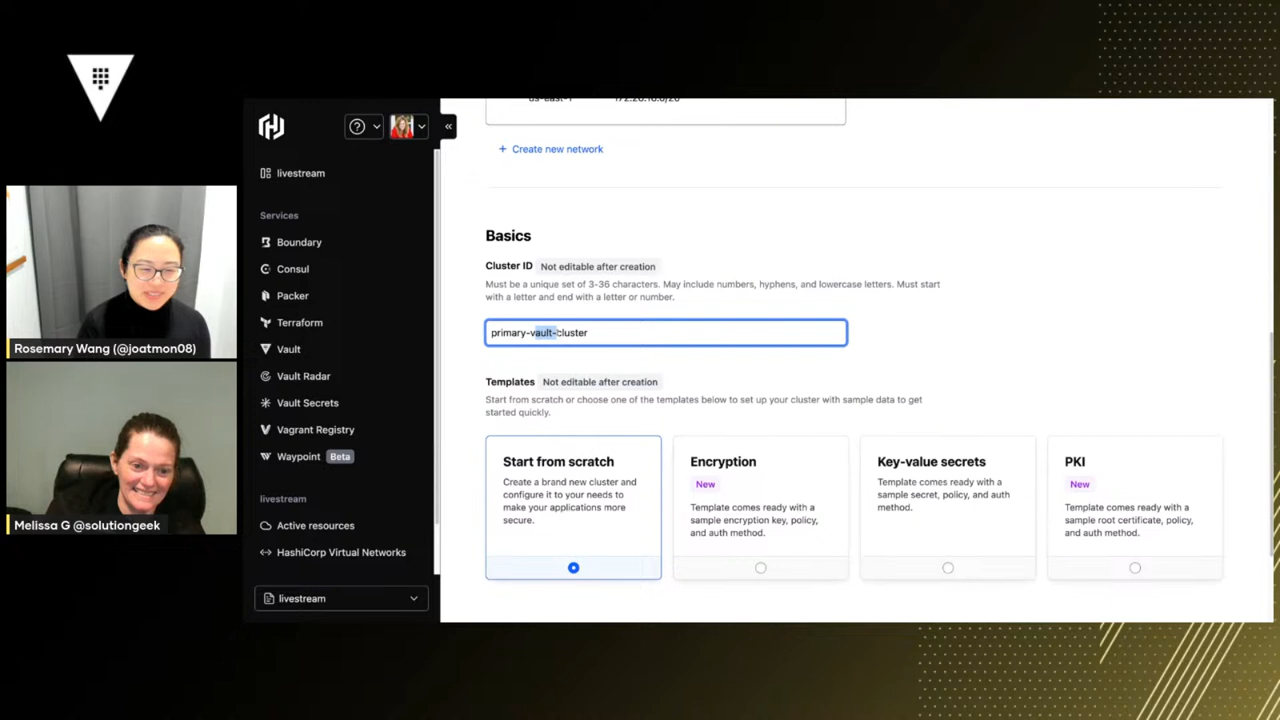 Rosemary Wang (@joatmon08)
Melissa G @solutiongeek
livestream
Services
Boundary
Consul
Packer
Terraform
Vault
Vault Radar
Vault Secrets
Vagrant Registry
Waypoint Beta
livestream
Active resources
HashiCorp Virtual Networks
livestream
+ Create new network
Basics
Cluster ID Not editable after creation
Must be a unique set of 3-36 characters. May include numbers, hyphens, and lowercase letters. Must start
with a letter and end with a letter or number.
primary-vault-cluster
Templates Not editable after creation
Start from scratch or choose one of the templates below to set up your cluster with sample data to get
started quickly.
Start from scratch
Create a brand new cluster and
configure it to your needs to
make your applications more
secure.
Encryption
New
Template comes ready with a
sample encryption key, policy,
and auth method.
Key-value secrets
Template comes ready with a
sample secret, policy, and auth
method.
PKI
New
Template comes ready with a
sample root certificate, policy,
and auth method.